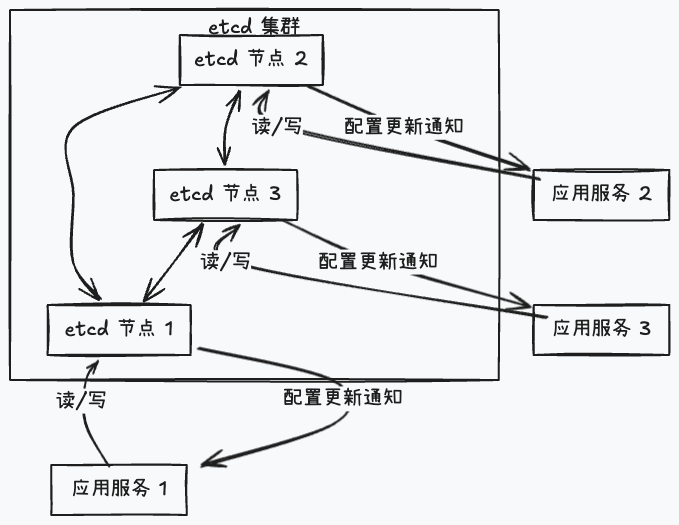 etcd 集群
etcd 节点 2
读/写
配置更新通知
etcd 节点 3
应用服务 2
读/写
配置更新通知
etcd 节点 1
应用服务 3
读/写
配置更新通知
应用服务 1